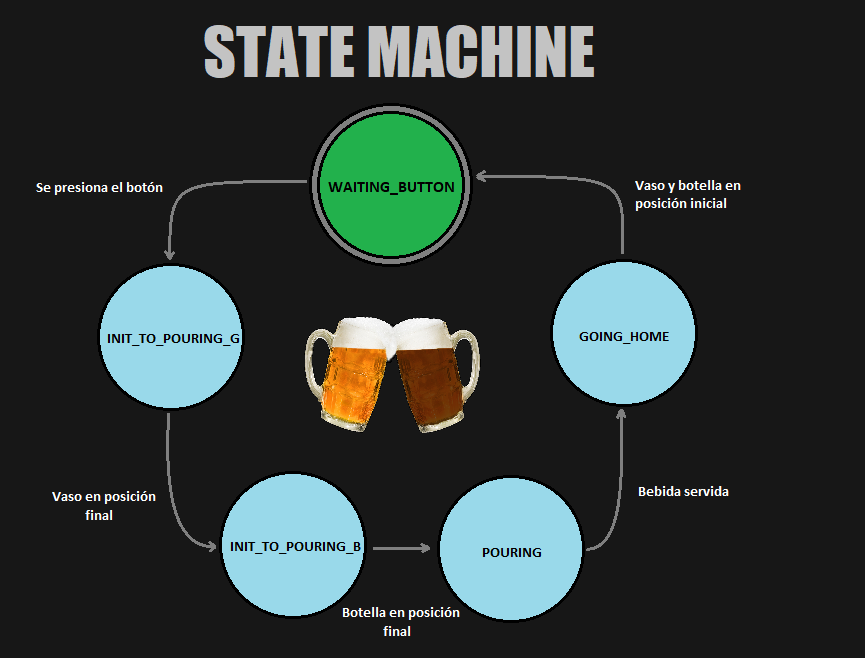 STATE MACHINE
WAITING_BUTTON
Se presiona el botón
Vaso y botella en
posición inicial
INIT_TO_POURING_G
GOING_HOME
Vaso en posición
final
Bebida servida
INIT_TO_POURING_B
POURING
Botella en posición
final